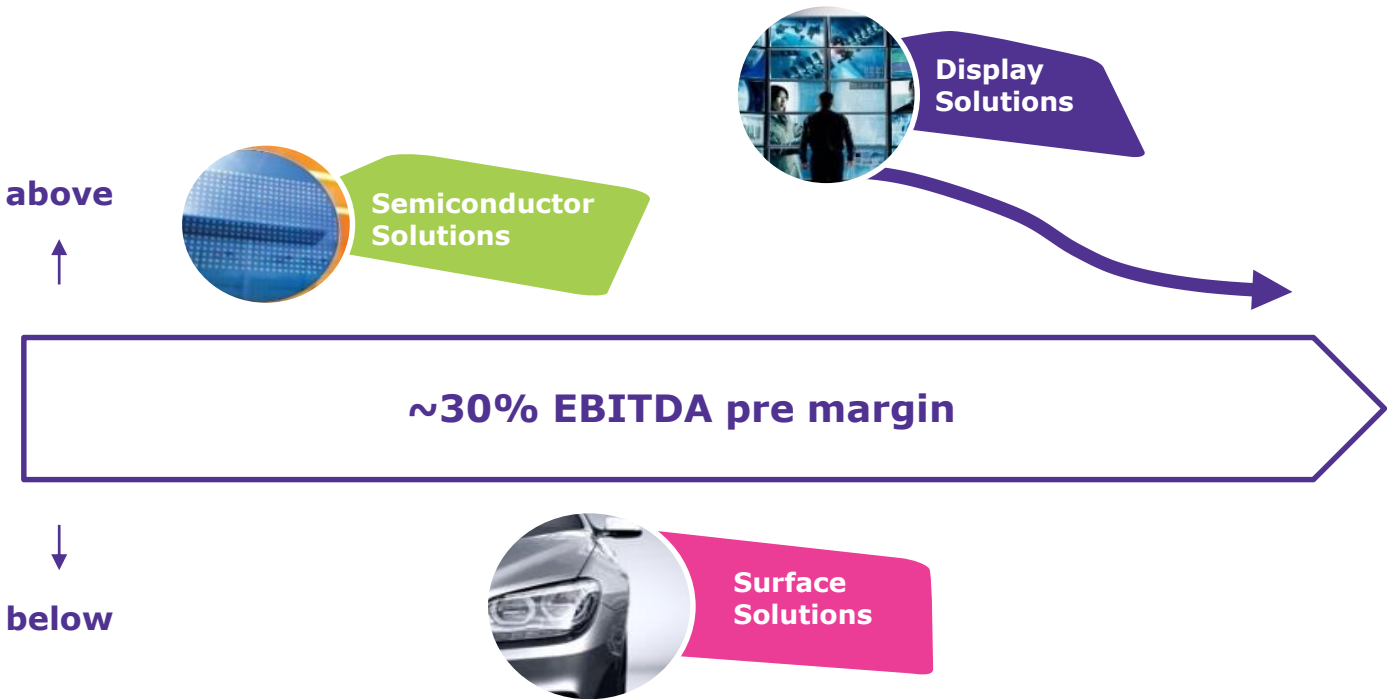 Display
Solutions
above
Semiconductor
Solutions
~30% EBITDA pre margin
below
Surface
Solutions